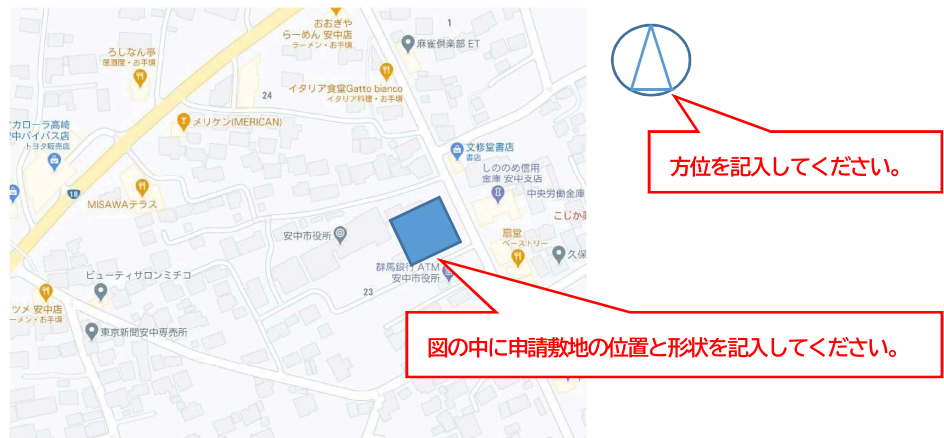 おおぎや
らーめん 安中店
ラーメン・お手頃
1
麻雀倶楽部 ET
ろしなん亭
居酒屋・お手頃
イタリア食堂Gatto bianco
イタリア料理・お手頃
24
メリケン(MERICAN)
カローラ高崎
安中バイパス店
トヨタ販売店
文修堂書店
書店
しののめ信用
金庫 安中支店
中央労働金庫
18
MISAWAテラス
こじか
扇堂
ペーストリー
安中市役所
久保
群馬銀行 ATM
安中市役所
ビューティサロンミチコ
23
ツメ 安中店
ーメン・お手頃
東京新聞安中専売所
方位を記入してください。
図の中に申請敷地の位置と形状を記入してください。